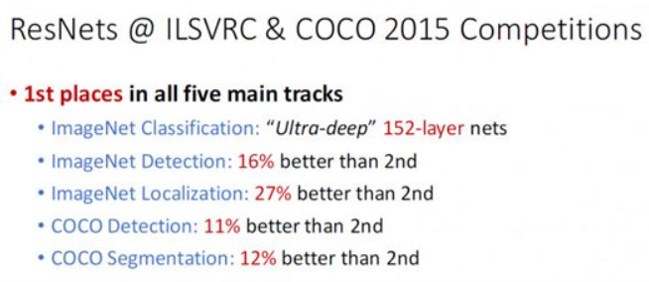 ResNets @ ILSVRC & COCO 2015 Competitions
• 1st places in all five main tracks
• ImageNet Classification: “Ultra-deep” 152-layer nets
• ImageNet Detection: 16% better than 2nd
• ImageNet Localization: 27% better than 2nd
• COCO Detection: 11% better than 2nd
• COCO Segmentation: 12% better than 2nd